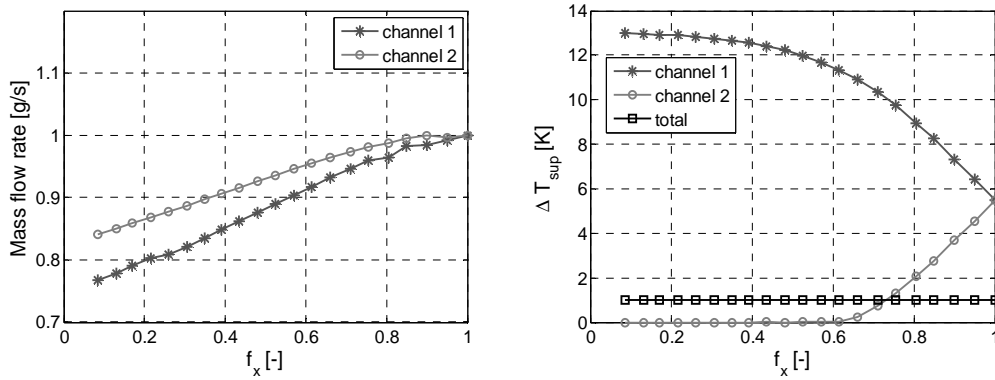 1.1
1
0.9
0.8
0.7
0
0.2
0.4
0.6
0.8
1
Mass flow rate [g/s]
f_x [-]
channel 1
channel 2
14
12
10
8
6
4
2
0
0
0.2
0.4
0.6
0.8
1
Δ T_sup [K]
f_x [-]
channel 1
channel 2
total